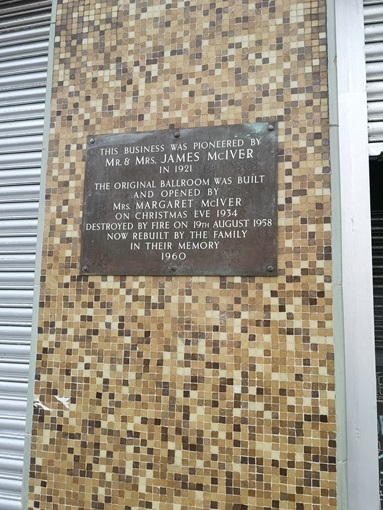 THIS BUSINESS WAS PIONEERED BY
MR. & MRS. JAMES McIVER
IN 1921
THE ORIGINAL BALLROOM WAS BUILT
AND OPENED BY
MRS. MARGARET McIVER
ON CHRISTMAS EVE 1934
DESTROYED BY FIRE ON 19TH AUGUST 1958
NOW REBUILT BY THE FAMILY
IN THEIR MEMORY
1960